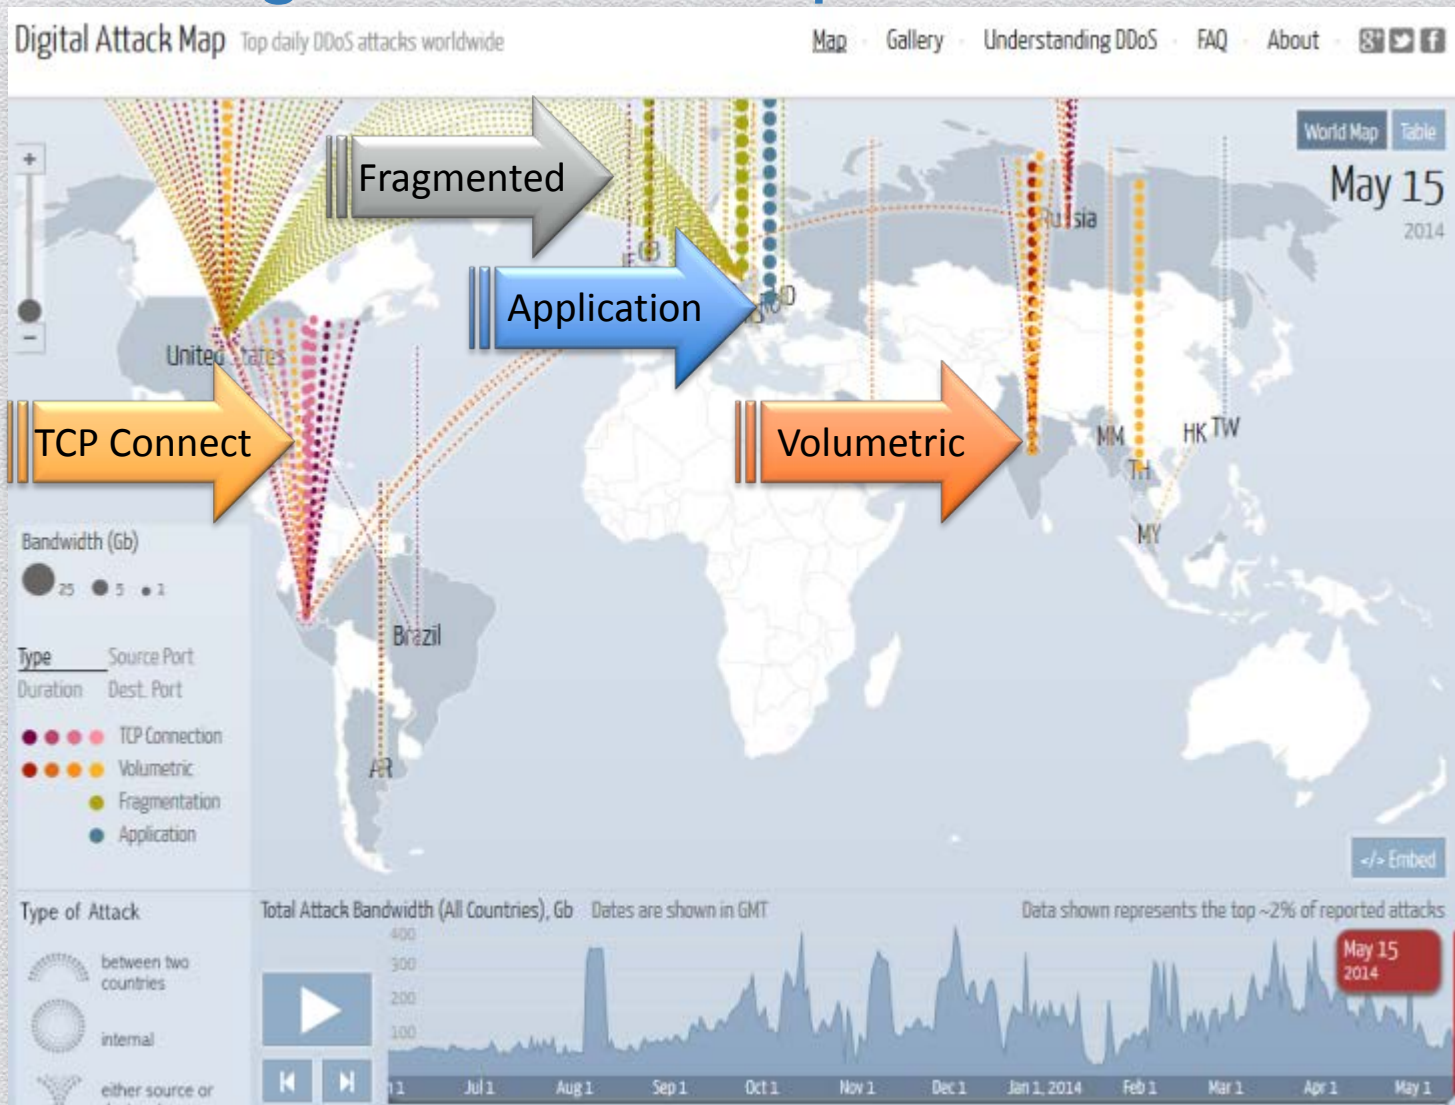 Digital Attack Map Top daily DDoS attacks worldwide
Map Gallery Understanding DDoS FAQ About
World Map Table
May 15
2014
Fragmented
Russia
GB
Application
United States
TCP Connect
Volumetric
MM HK TW
TH
MY
Bandwidth (Gb)
25 5 1
Brazil
Type Source Port
Duration Dest. Port
TCP Connection
Volumetric
Fragmentation
Application
AR
</> Embed
Type of Attack
Total Attack Bandwidth (All Countries), Gb Dates are shown in GMT Data shown represents the top ~2% of reported attacks
400
300
200
100
between two
countries
internal
either source or
May 15
2014
Jul 1 Aug 1 Sep 1 Oct 1 Nov 1 Dec 1 Jan 1, 2014 Feb 1 Mar 1 Apr 1 May 1